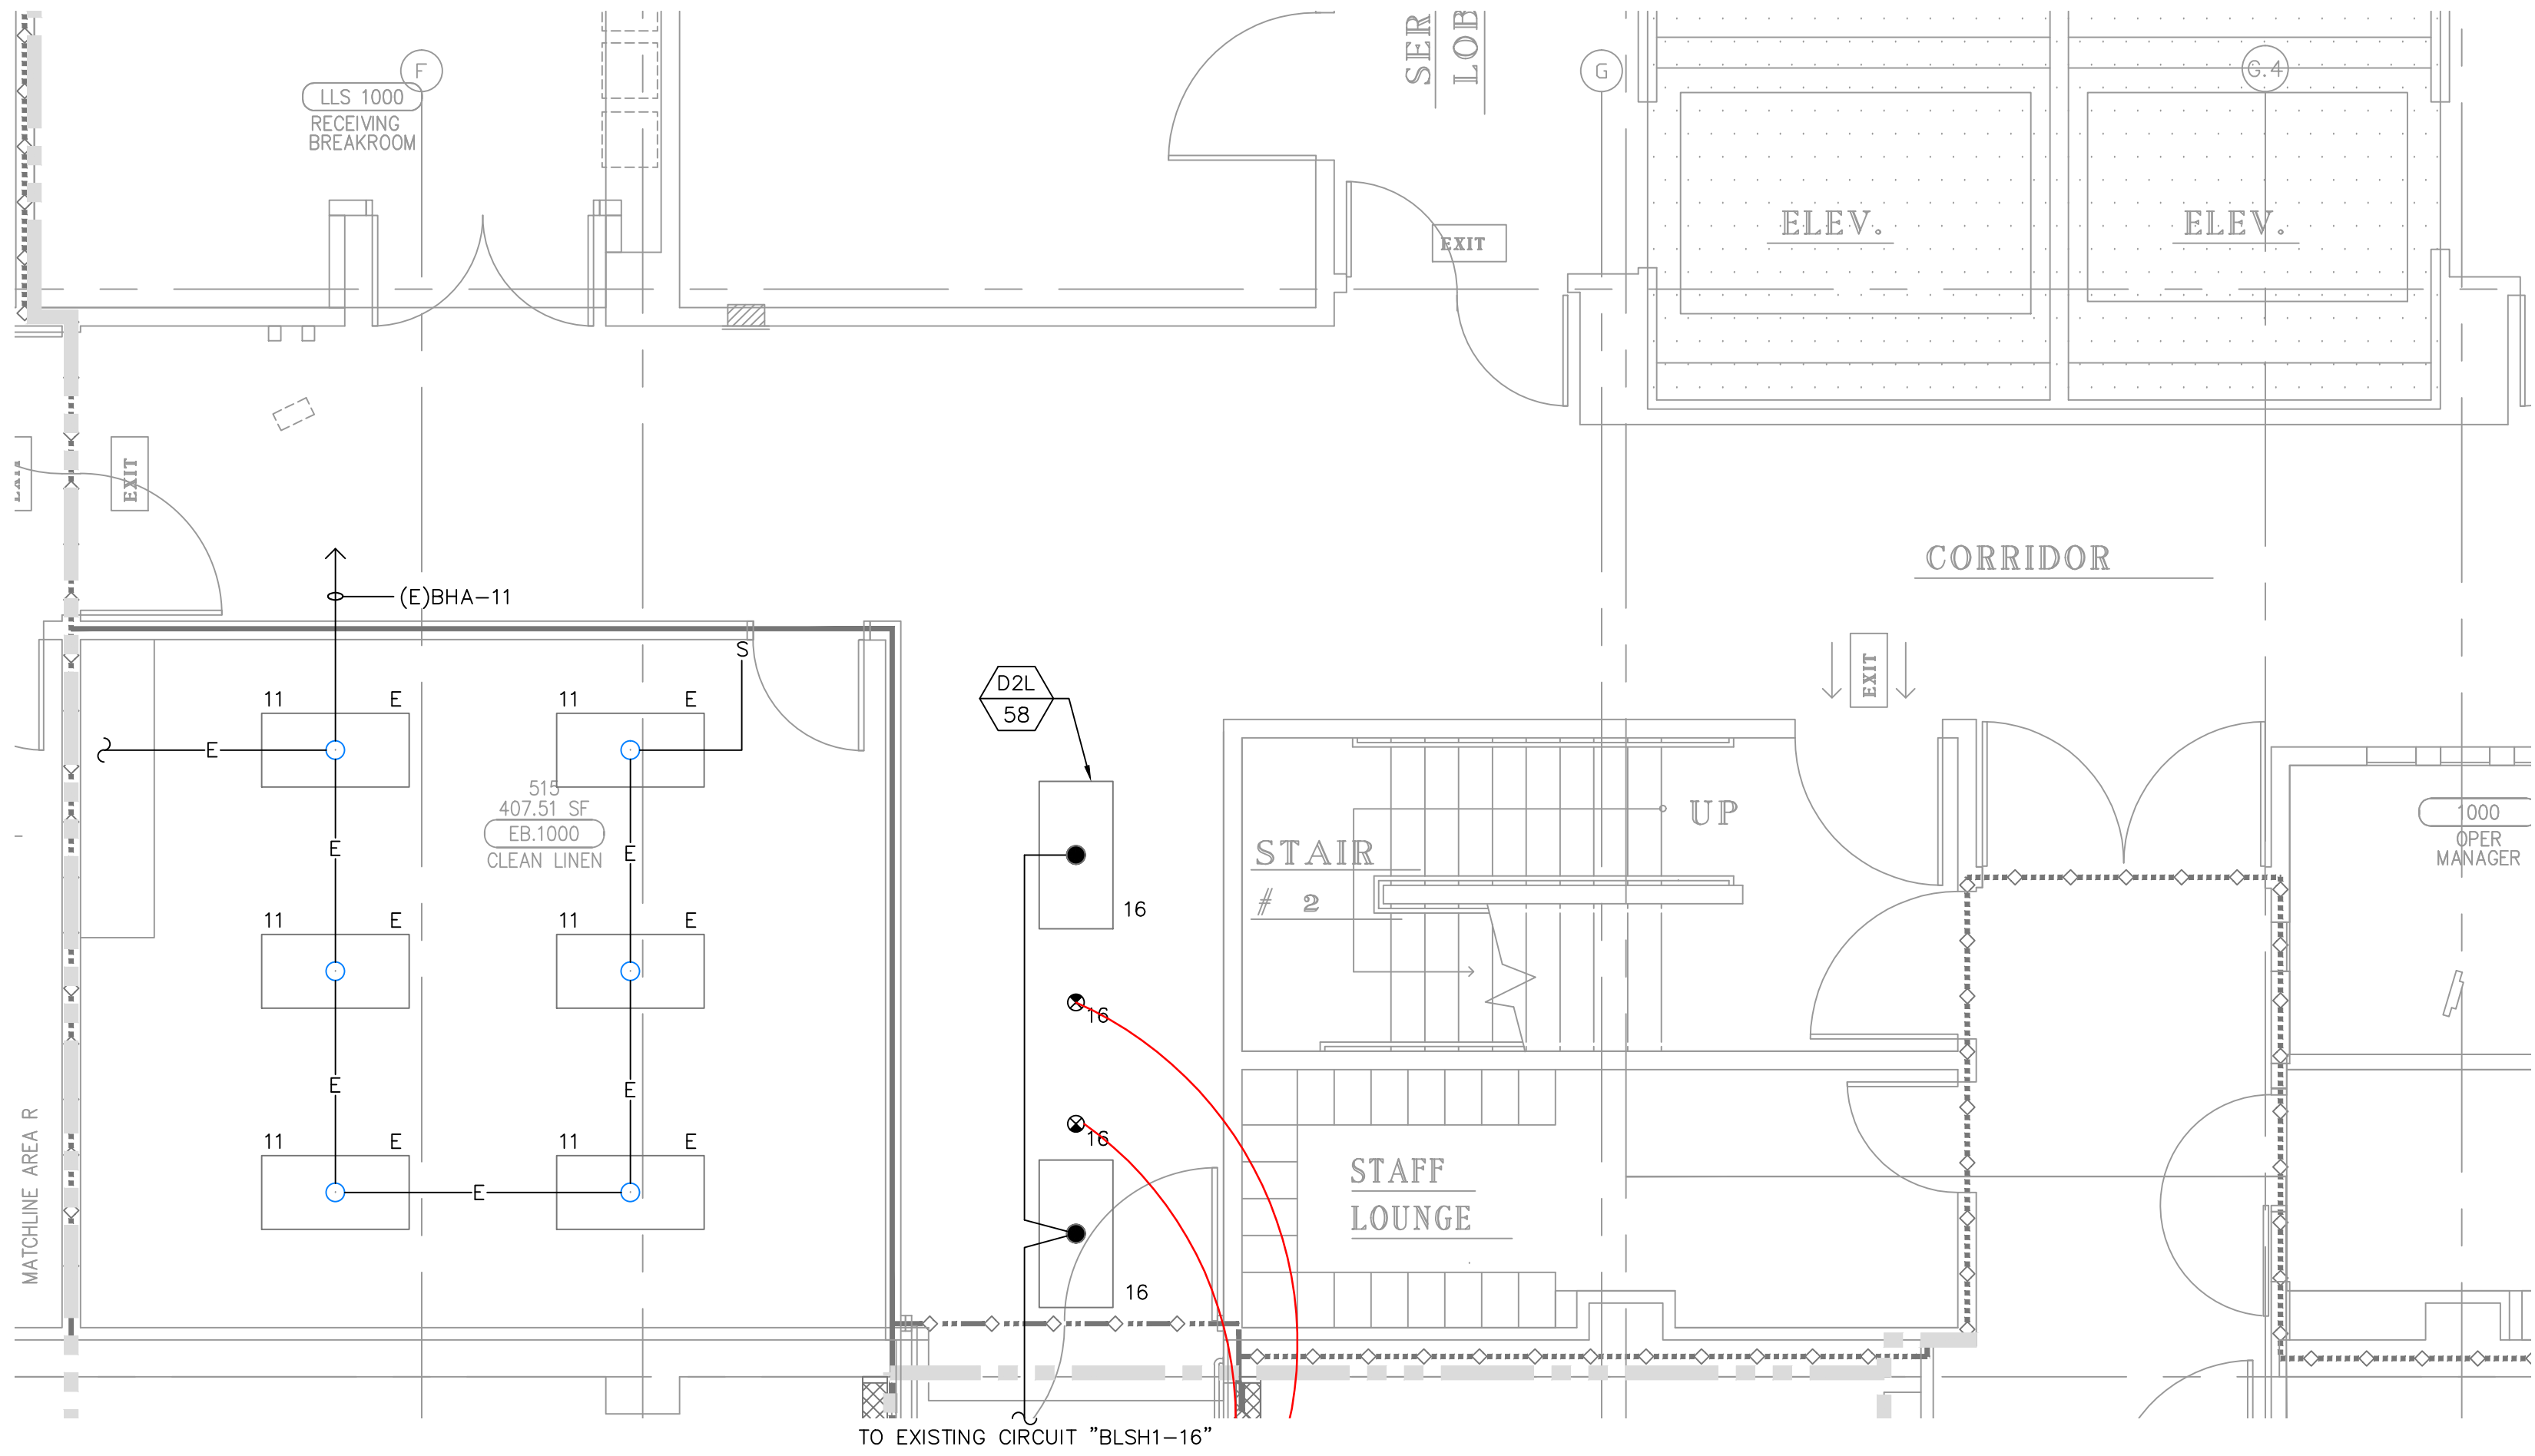 F
LLS 1000
RECEIVING
BREAKROOM
SER
LOB
G
G.4
ELEV.
ELEV.
EXIT
EXIT
CORRIDOR
(E)BHA-11
S
EXIT
D2L
58
11 E
11 E
E
515
407.51 SF
EB.1000
CLEAN LINEN
E
E
UP
STAIR
# 2
1000
OPER
MANAGER
16
11 E
11 E
16
E
E
MATCHLINE AREA R
11 E
11 E
16
E
STAFF
LOUNGE
16
TO EXISTING CIRCUIT "BLSH1-16"